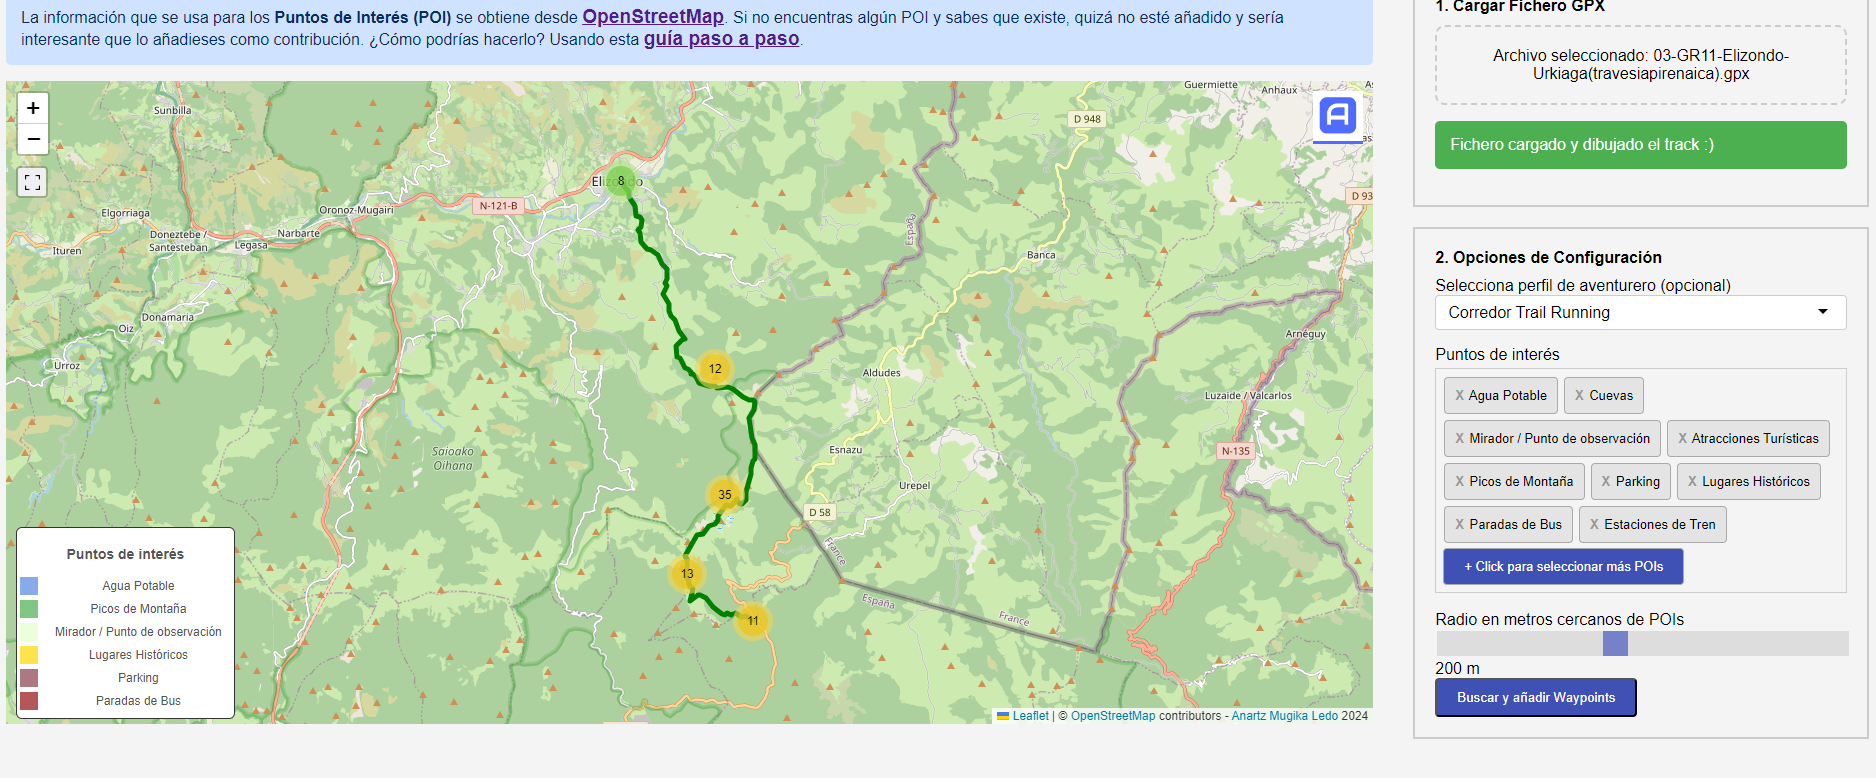 La información que se usa para los Puntos de Interés (POI) se obtiene desde OpenStreetMap. Si no encuentras algún POI y sabes que existe, quizá no esté añadido y sería
interesante que lo añadieses como contribución. ¿Cómo podrías hacerlo? Usando esta guía paso a paso.
+
−
Sunbilla
Elgorriaga
Ituren
Doneztebe /
Santesteban
Legasa
Narbarte
Oronoz-Mugairi
N-121-B
8
Donamaria
Oiz
Urroz
Saioako
Oihana
12
35
13
11
Guermiette
Anhaux
D 948
D 93
España
Banca
Arnéguy
Aldudes
Luzaide / Valcarlos
Esnazu
N-135
Urepel
D 58
France
España
France
Puntos de interés
Agua Potable
Picos de Montaña
Mirador / Punto de observación
Lugares Históricos
Parking
Paradas de Bus
Leaflet | © OpenStreetMap contributors - Anartz Mugika Ledo 2024
1. Cargar Fichero GPX
Archivo seleccionado: 03-GR11-Elizondo-
Urkiaga(travesiapirenaica).gpx
Fichero cargado y dibujado el track :)
2. Opciones de Configuración
Selecciona perfil de aventurero (opcional)
Corredor Trail Running
Puntos de interés
X Agua Potable
X Cuevas
X Mirador / Punto de observación
X Atracciones Turísticas
X Picos de Montaña
X Parking
X Lugares Históricos
X Paradas de Bus
X Estaciones de Tren
+ Click para seleccionar más POIs
Radio en metros cercanos de POIs
200 m
Buscar y añadir Waypoints